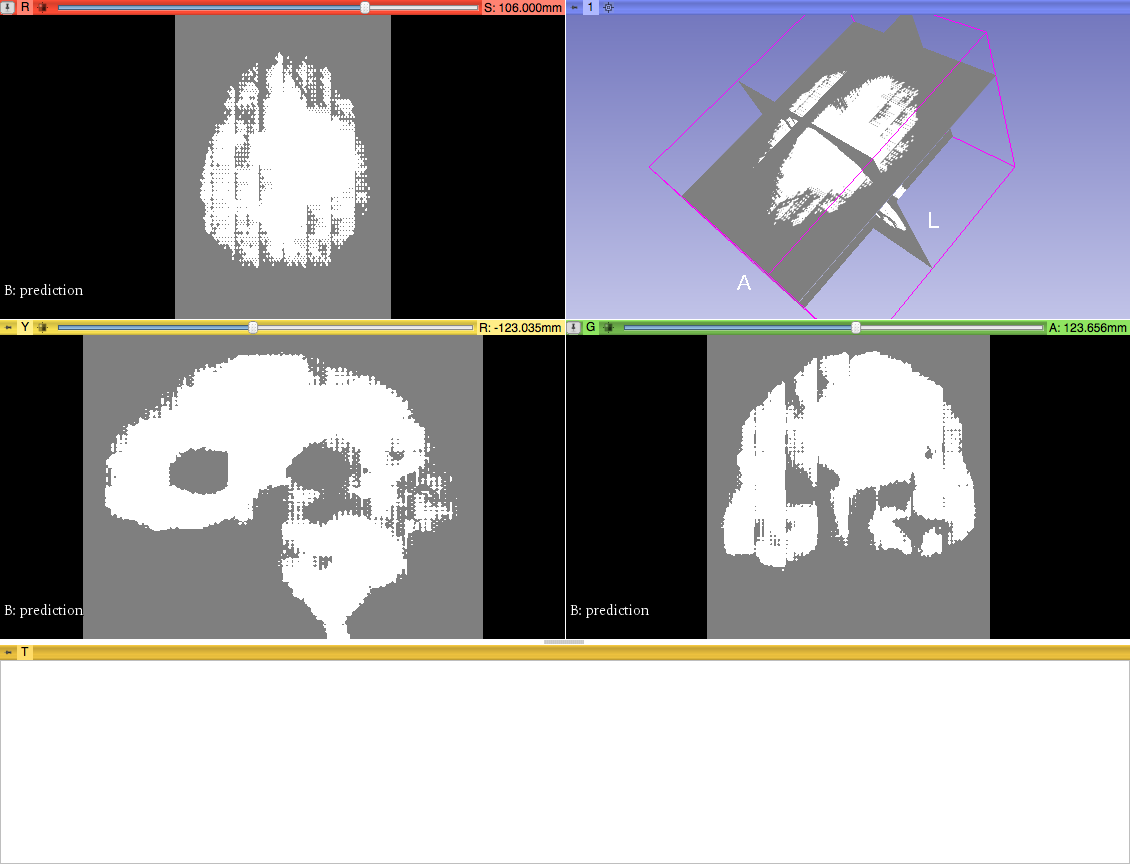 R S: 106.000mm
1
B: prediction
L
A
Y R: -123.035mm
G A: 123.656mm
B: prediction
B: prediction
T